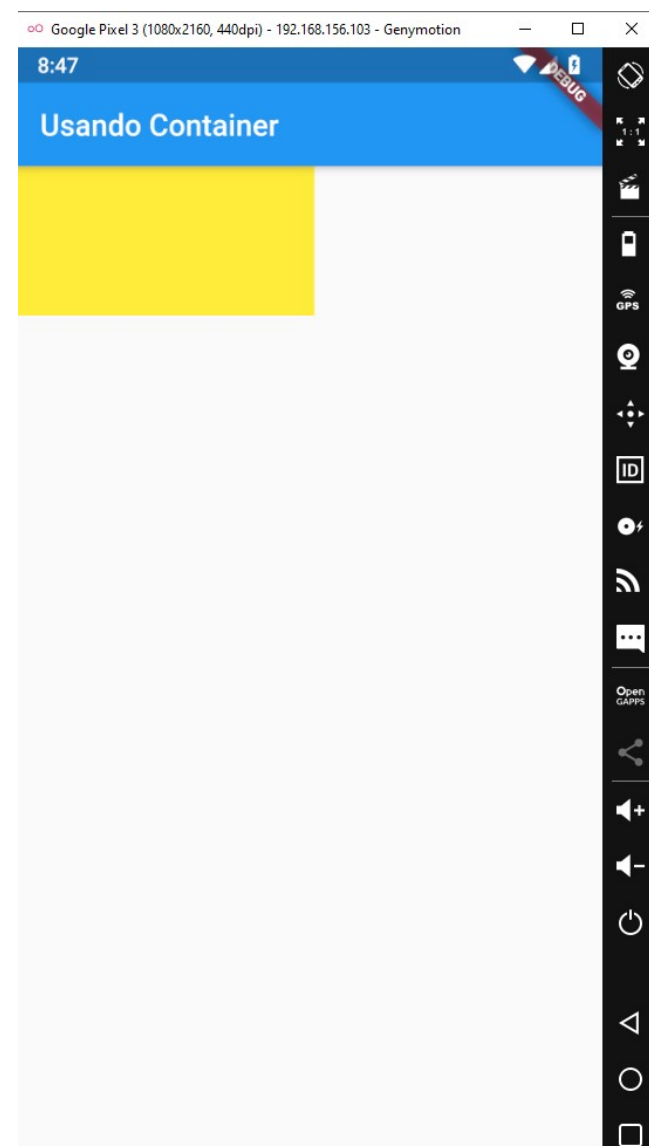 Google Pixel 3 (1080x2160, 440dpi) - 192.168.156.103 - Genymotion
8:47
DEBUG
Usando Container
1:1
GPS
ID
Open
GAPPS